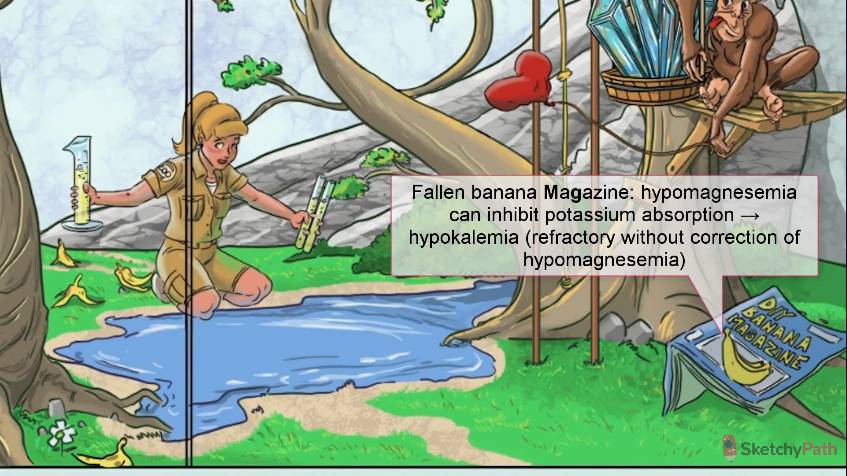 Fallen banana Magazine: hypomagnesemia
can inhibit potassium absorption →
hypokalemia (refractory without correction of
hypomagnesemia)
DIY
BANANA
MAGAZINE
SketchyPath